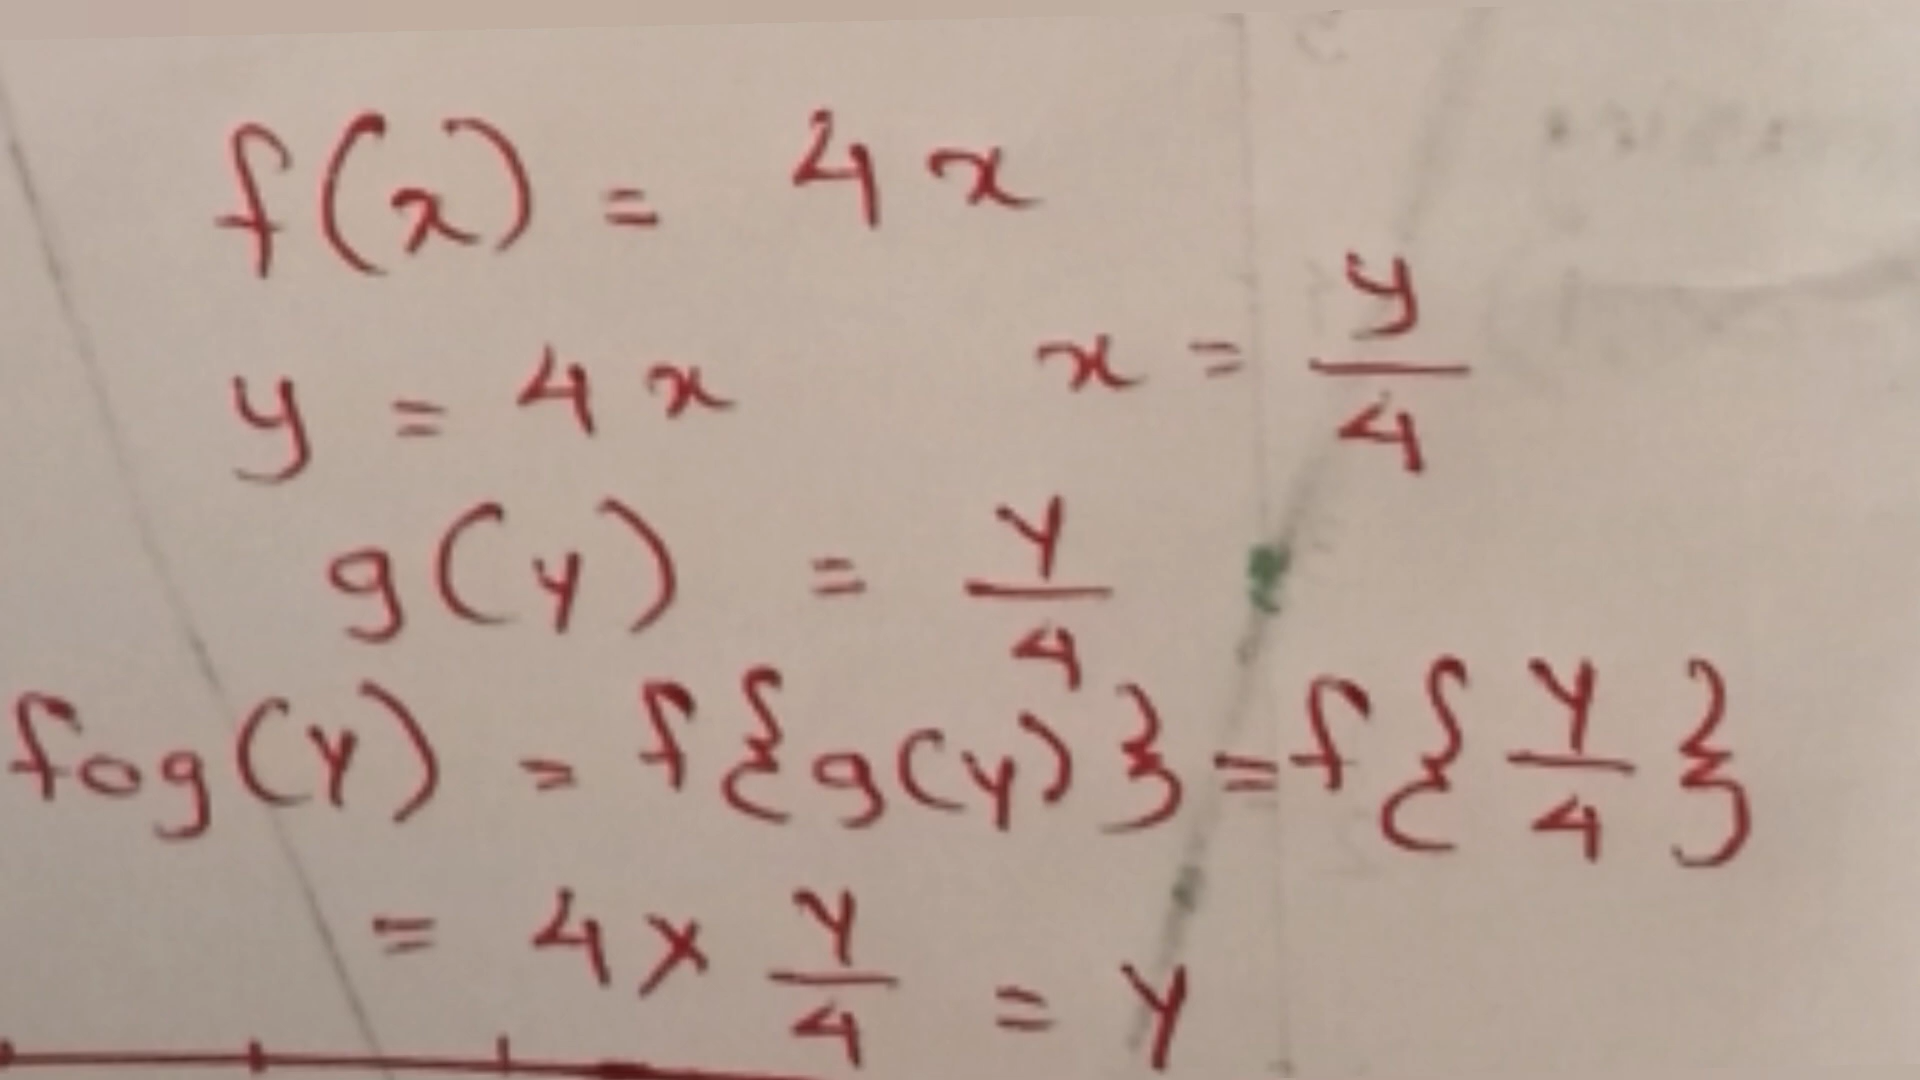 f(x) = 4x
y = 4x    x = y/4
g(y) = y/4
fog(y) = f{g(y)} = f{y/4}
= 4 × y/4 = y